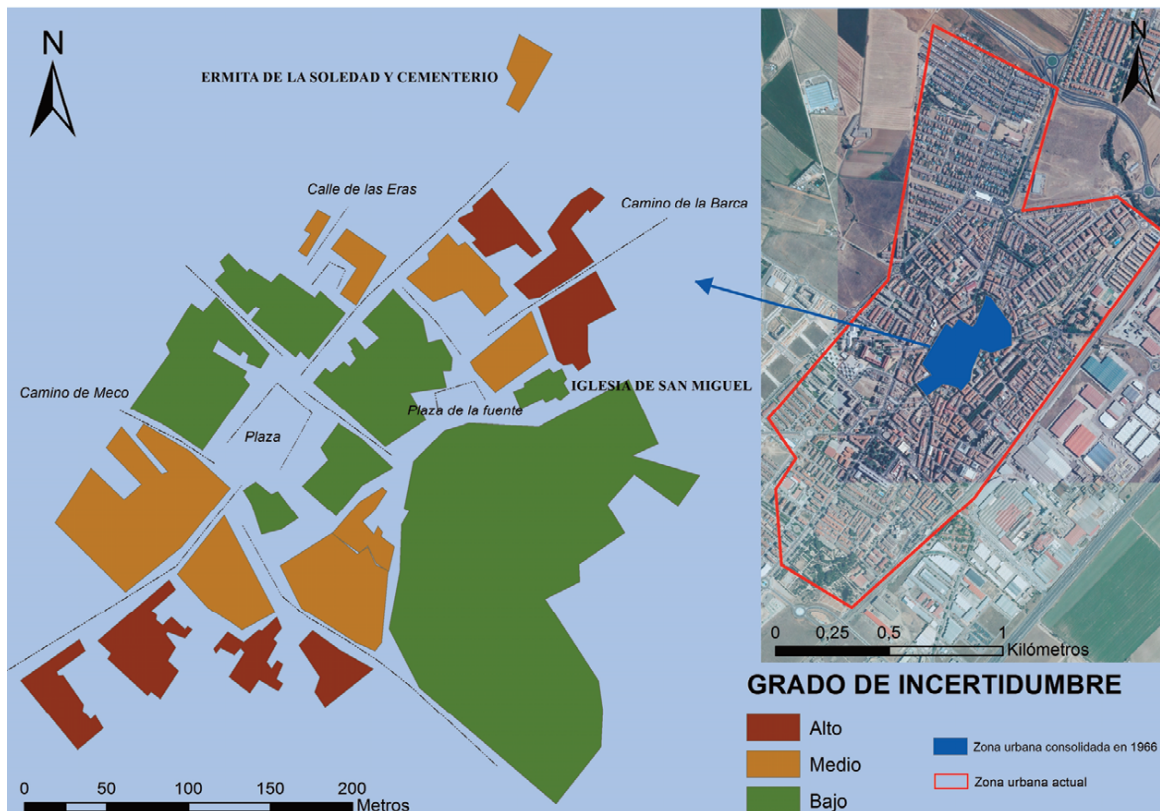 N
ERMITA DE LA SOLEDAD Y CEMENTERIO
Calle de las Eras
Camino de la Barca
Camino de Meco
IGLESIA DE SAN MIGUEL
Plaza de la fuente
Plaza
0 50 100 150 200
Metros
N
0 0,25 0,5 1
Kilómetros
GRADO DE INCERTIDUMBRE
Alto
Medio
Bajo
Zona urbana consolidada en 1966
Zona urbana actual